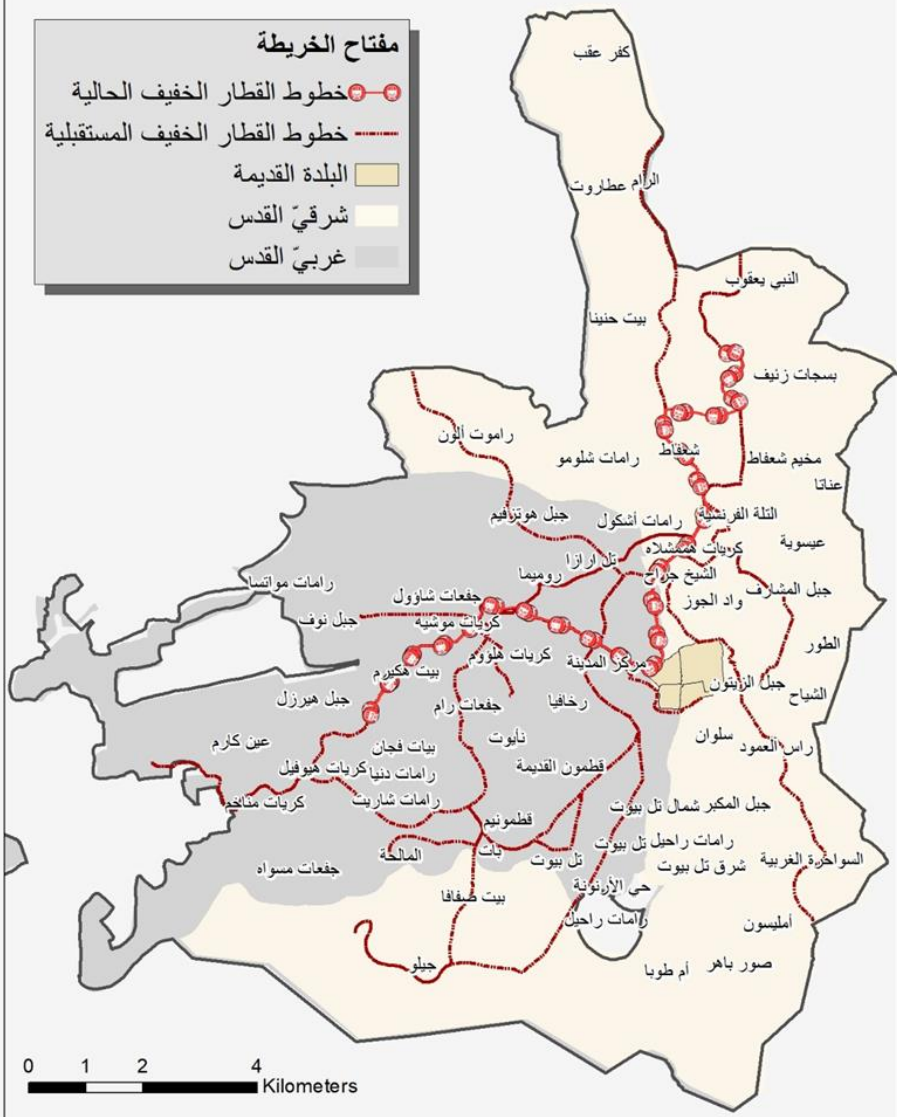 مفتاح الخريطة
خطوط القطار الخفيف الحالية
خطوط القطار الخفيف المستقبلية
البلدة القديمة
شرقيّ القدس
غربيّ القدس
كفر عقب
الرام
عطاروت
النبي يعقوب
بيت حنينا
بسجات زئيف
راموت ألون
رامات شلومو
شعفاط
مخيم شعفاط
عناتا
جبل هوتزفيم
رامات أشكول
التلة الفرنسية
كريات هممشلاه
عيسوية
تل ارازا
رامات مواتسا
روميما
الشيخ جراح
جبل المشارف
جفعات شاؤول
واد الجوز
جبل نوف
كريات موشيه
الطور
كريات هلؤوم
مركز المدينة
بيت هكيرم
جبل الزيتون
الشياح
جبل هيرزل
جفعات رام
رخافيا
سلوان
راس العمود
عين كارم
بيات فجان
نأيوت
كريات هيوفيل
رامات دنيا
قطمون القديمة
كريات مناخم
رامات شاريت
قطمونيم
شمال تل بيوت
جبل المكبر
المالحة
بات
تل بيوت
تل بيوت
رامات راحيل
شرق تل بيوت
السواحرة الغربية
جفعات مسواه
حي الأرنونة
بيت صفافا
رامات راحيل
أمليسون
جيلو
أم طوبا
صور باهر
0 1 2 4
Kilometers